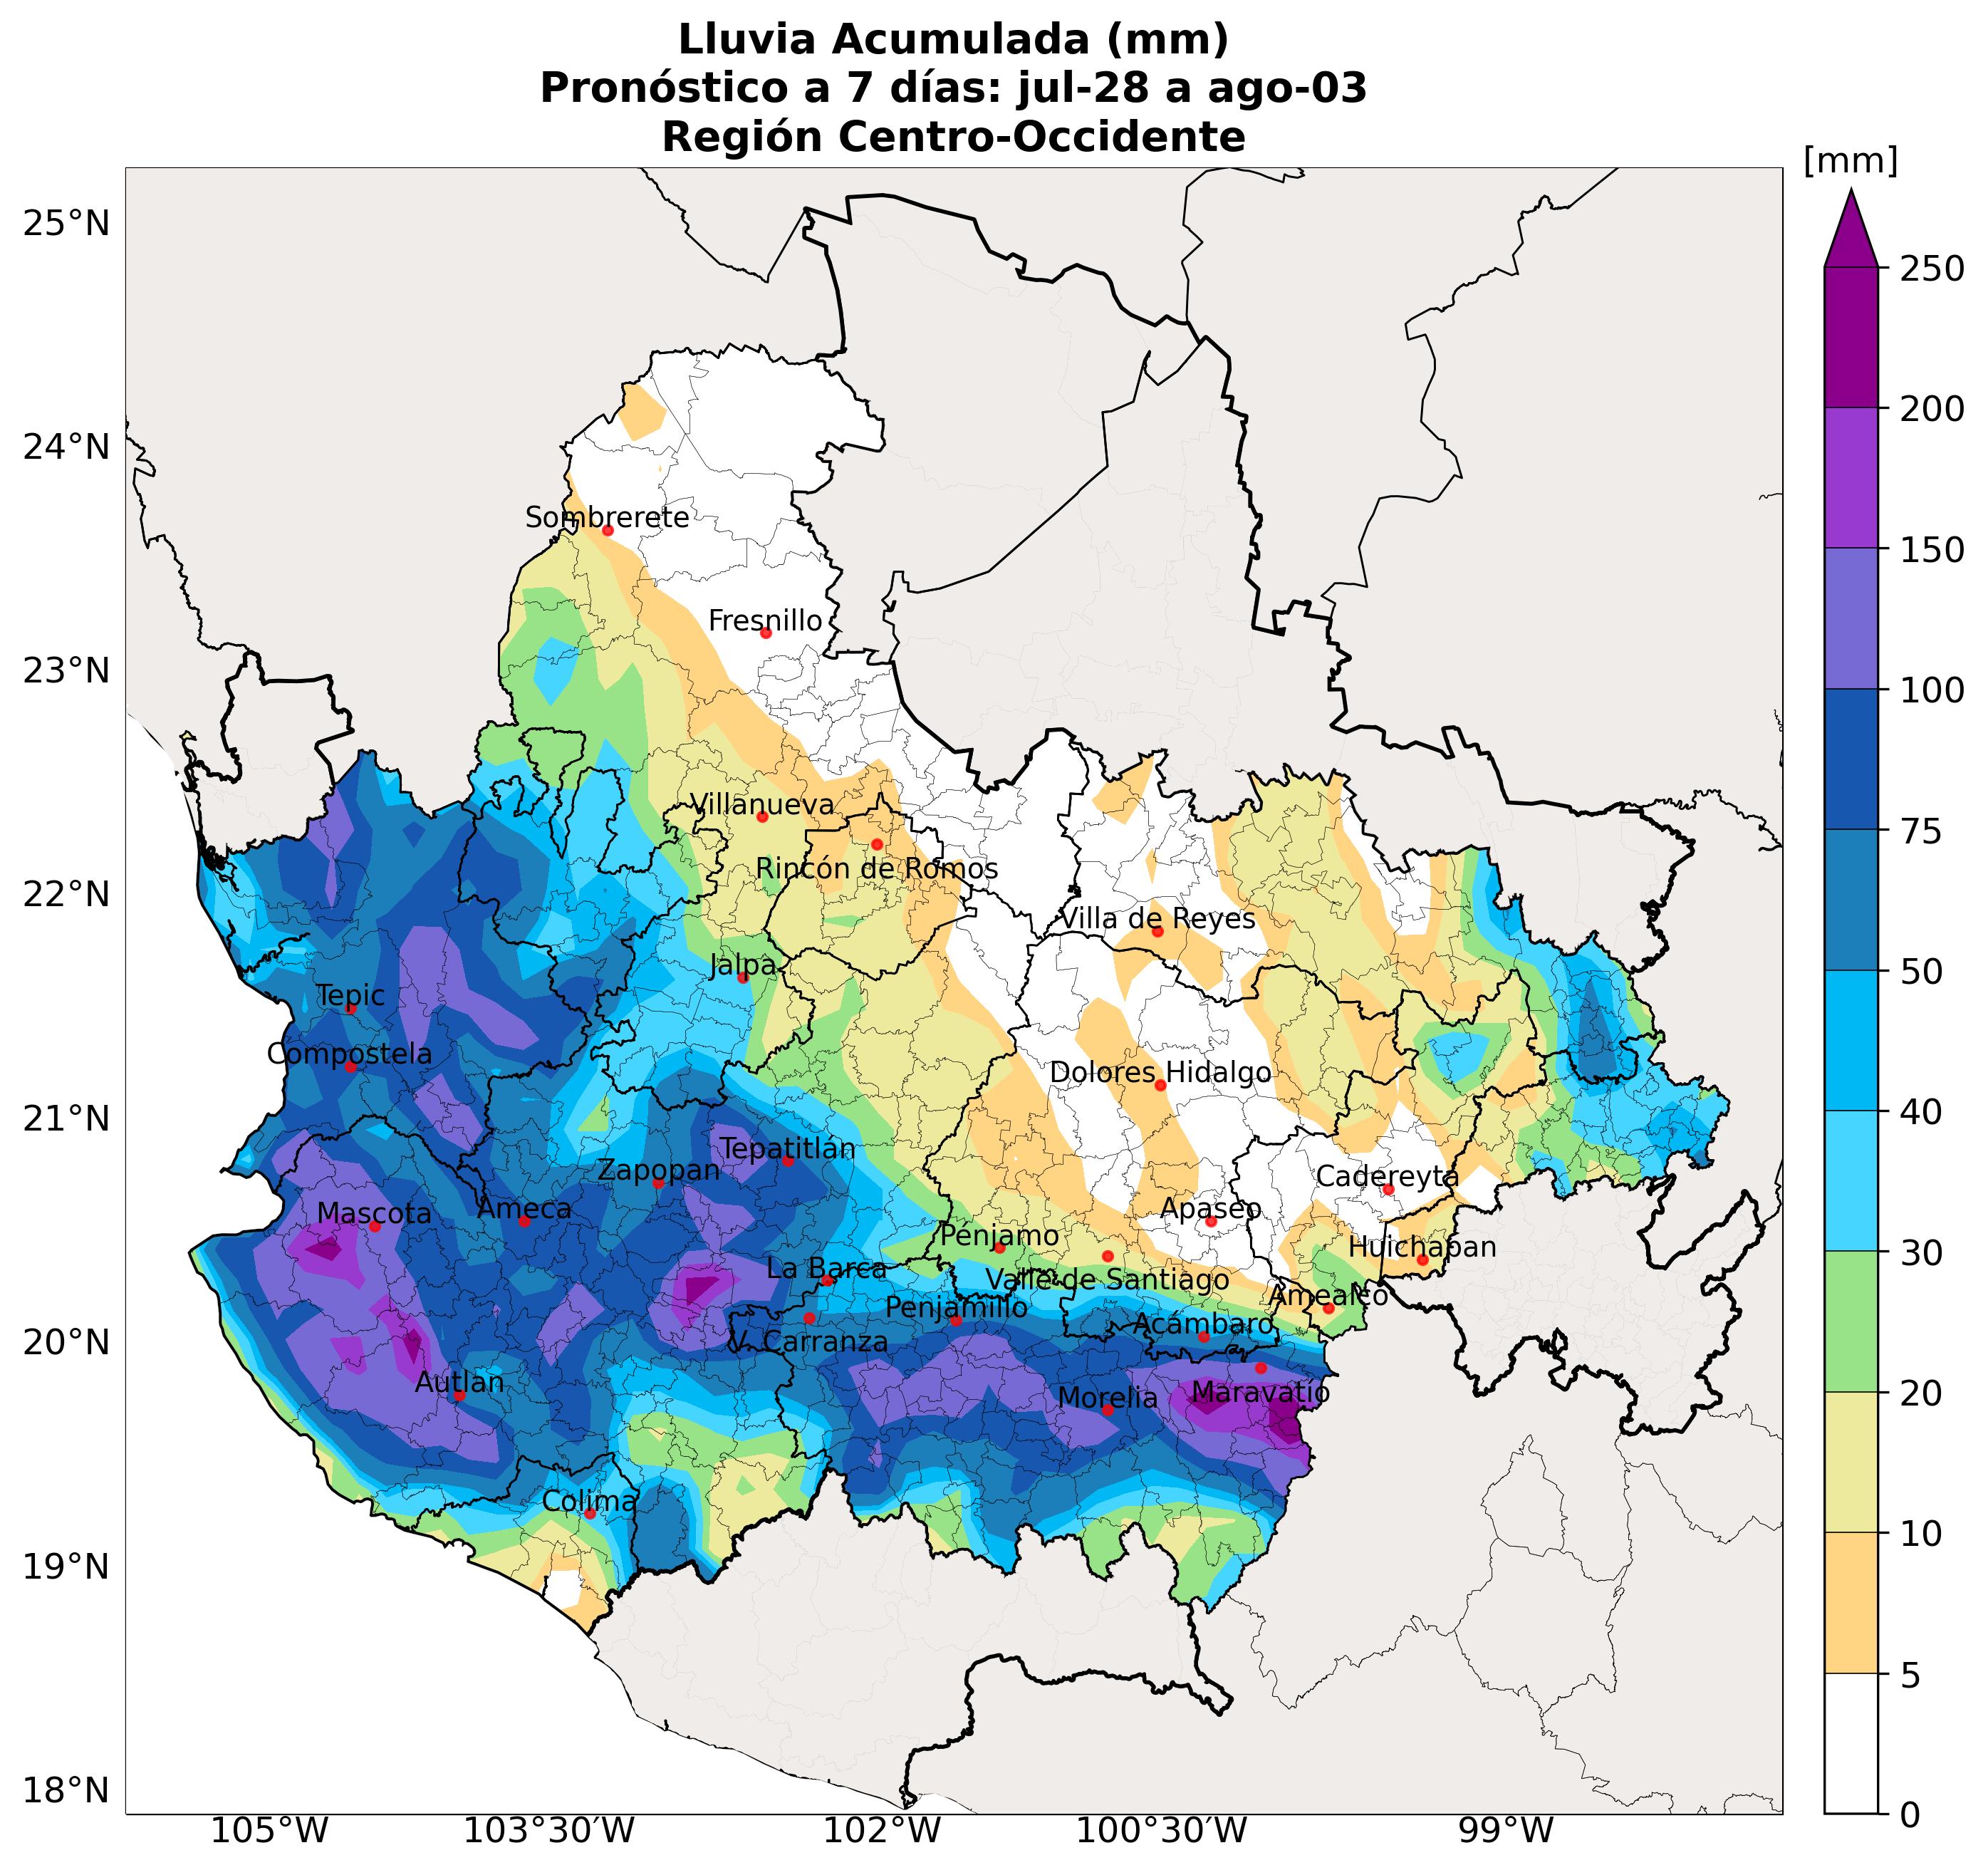 Lluvia Acumulada (mm)
Pronóstico a 7 días: jul-28 a ago-03
Región Centro-Occidente
[mm]
25°N
24°N
23°N
22°N
21°N
20°N
19°N
18°N
Sombrerete
Fresnillo
Villanueva
Rincón de Romos
Villa de Reyes
Jalpa
Tepic
Compostela
Dolores Hidalgo
Tepatitlán
Zapopan
Cadereyta
Mascota
Ameca
Apaseo
Penjamo
Huichapan
La Barca
Valle de Santiago
Amealco
Penjamillo
Acámbaro
V. Carranza
Autlan
Morelia
Maravatío
Colima
250
200
150
100
75
50
40
30
20
10
5
0
105°W
103°30'W
102°W
100°30'W
99°W